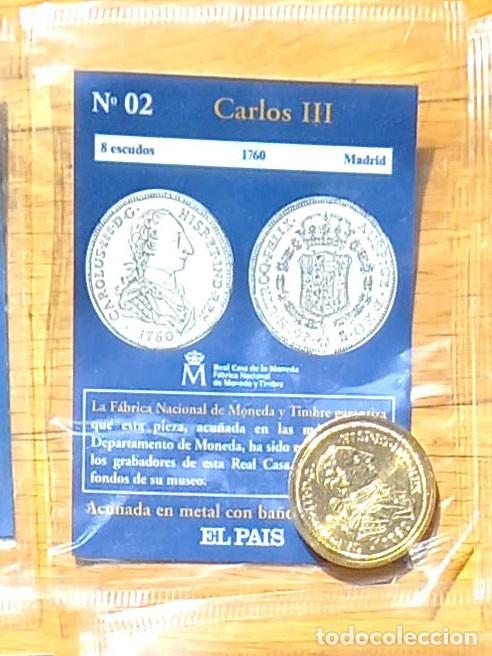 Nº 02 Carlos III
8 escudos 1760 Madrid
CAROLUS·III·D·G· HISP·ET·IND·REX
1760
Real Casa de la Moneda
Fábrica Nacional
de Moneda y Timbre
La Fábrica Nacional de Moneda y Timbre garantiza
que esta pieza, acuñada en las
Departamento de Moneda, ha sido
los grabadores de esta Real Casa,
fondos de su museo.
Acuñada en metal con baño
EL PAIS
todocoleccion
todocoleccion.net